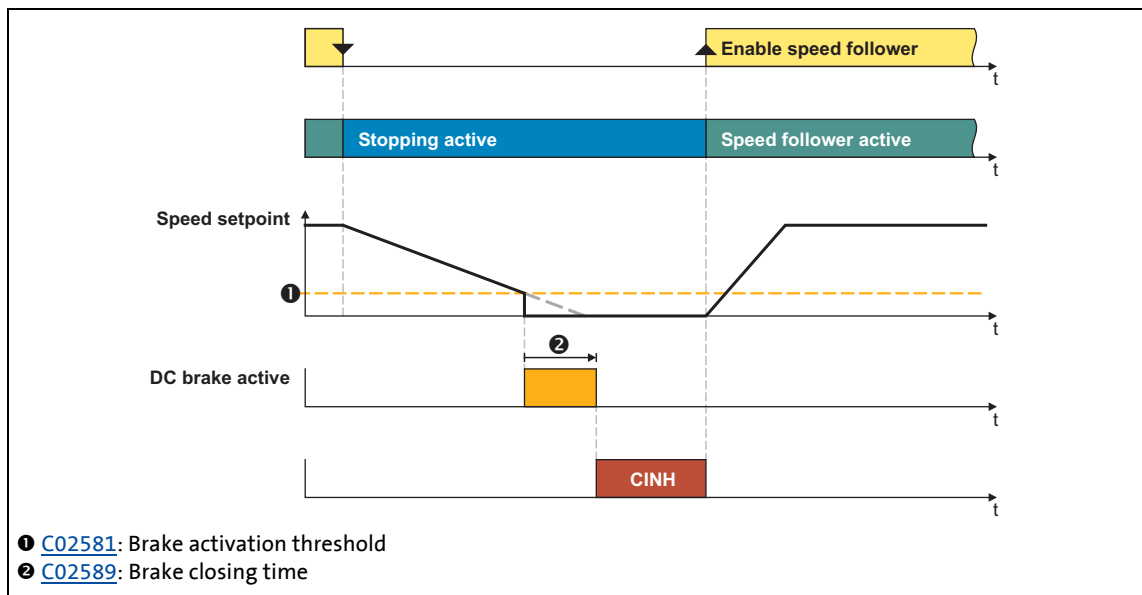 Enable speed follower
t
Stopping active
Speed follower active
t
Speed setpoint
❶
t
❷
DC brake active
t
CINH
t
❶ C02581: Brake activation threshold
❷ C02589: Brake closing time